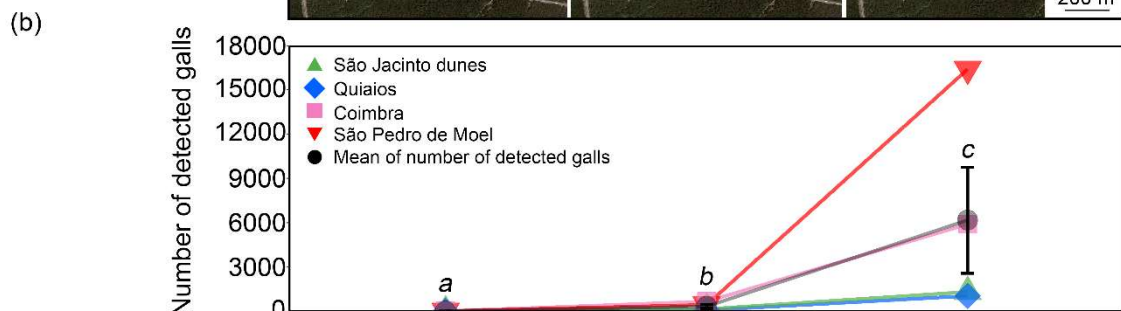 (b)
200 m
Number of detected galls
18000
15000
12000
9000
6000
3000
0
São Jacinto dunes
Quiaios
Coimbra
São Pedro de Moel
Mean of number of detected galls
a
b
c